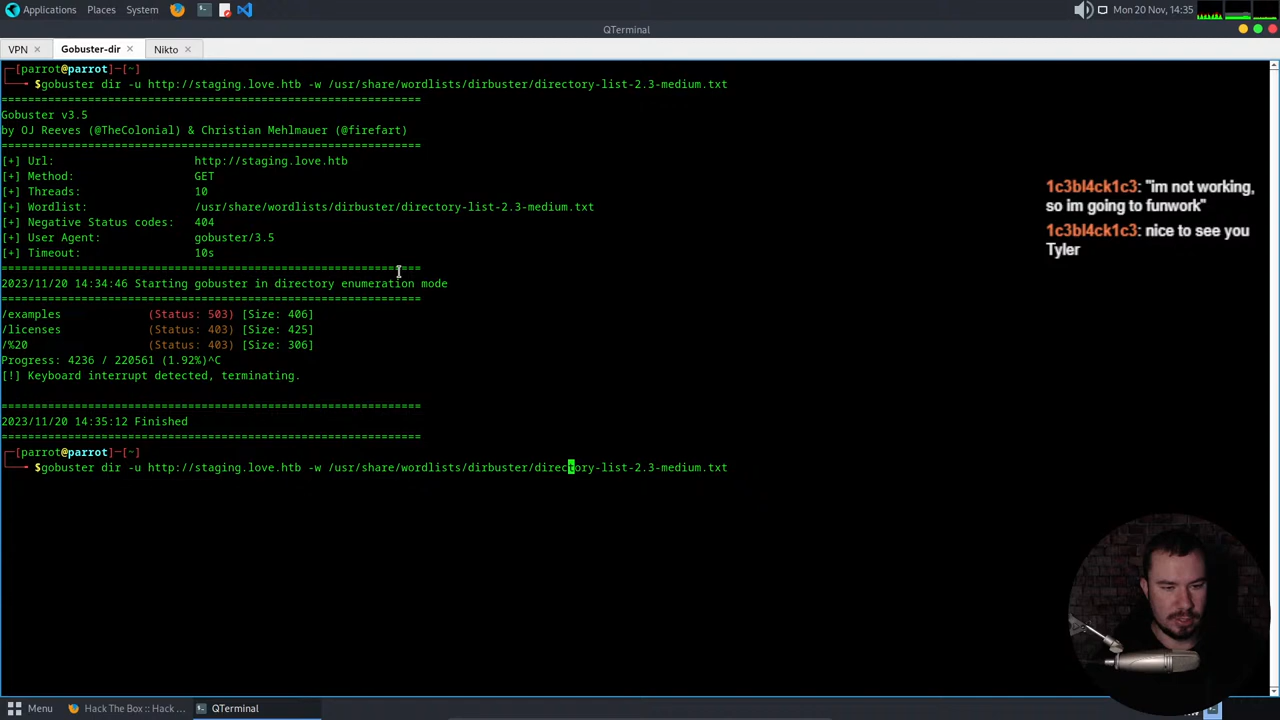 Applications Places System Mon 20 Nov, 14:35
QTerminal
VPN × Gobuster-dir × Nikto ×
┌─[parrot@parrot]─[~]
└──╼ $gobuster dir -u http://staging.love.htb -w /usr/share/wordlists/dirbuster/directory-list-2.3-medium.txt
===============================================================
Gobuster v3.5
by OJ Reeves (@TheColonial) & Christian Mehlmauer (@firefart)
===============================================================
[+] Url:                     http://staging.love.htb
[+] Method:                  GET
[+] Threads:                 10
[+] Wordlist:                /usr/share/wordlists/dirbuster/directory-list-2.3-medium.txt
[+] Negative Status codes:   404
[+] User Agent:              gobuster/3.5
[+] Timeout:                 10s
===============================================================
2023/11/20 14:34:46 Starting gobuster in directory enumeration mode
===============================================================
/examples             (Status: 503) [Size: 406]
/licenses             (Status: 403) [Size: 425]
/%20                  (Status: 403) [Size: 306]
Progress: 4236 / 220561 (1.92%)^C
[!] Keyboard interrupt detected, terminating.
===============================================================
2023/11/20 14:35:12 Finished
===============================================================
┌─[parrot@parrot]─[~]
└──╼ $gobuster dir -u http://staging.love.htb -w /usr/share/wordlists/dirbuster/directory-list-2.3-medium.txt
1c3bl4ck1c3: "im not working,
so im going to funwork"
1c3bl4ck1c3: nice to see you
Tyler
Menu Hack The Box :: Hack ... QTerminal